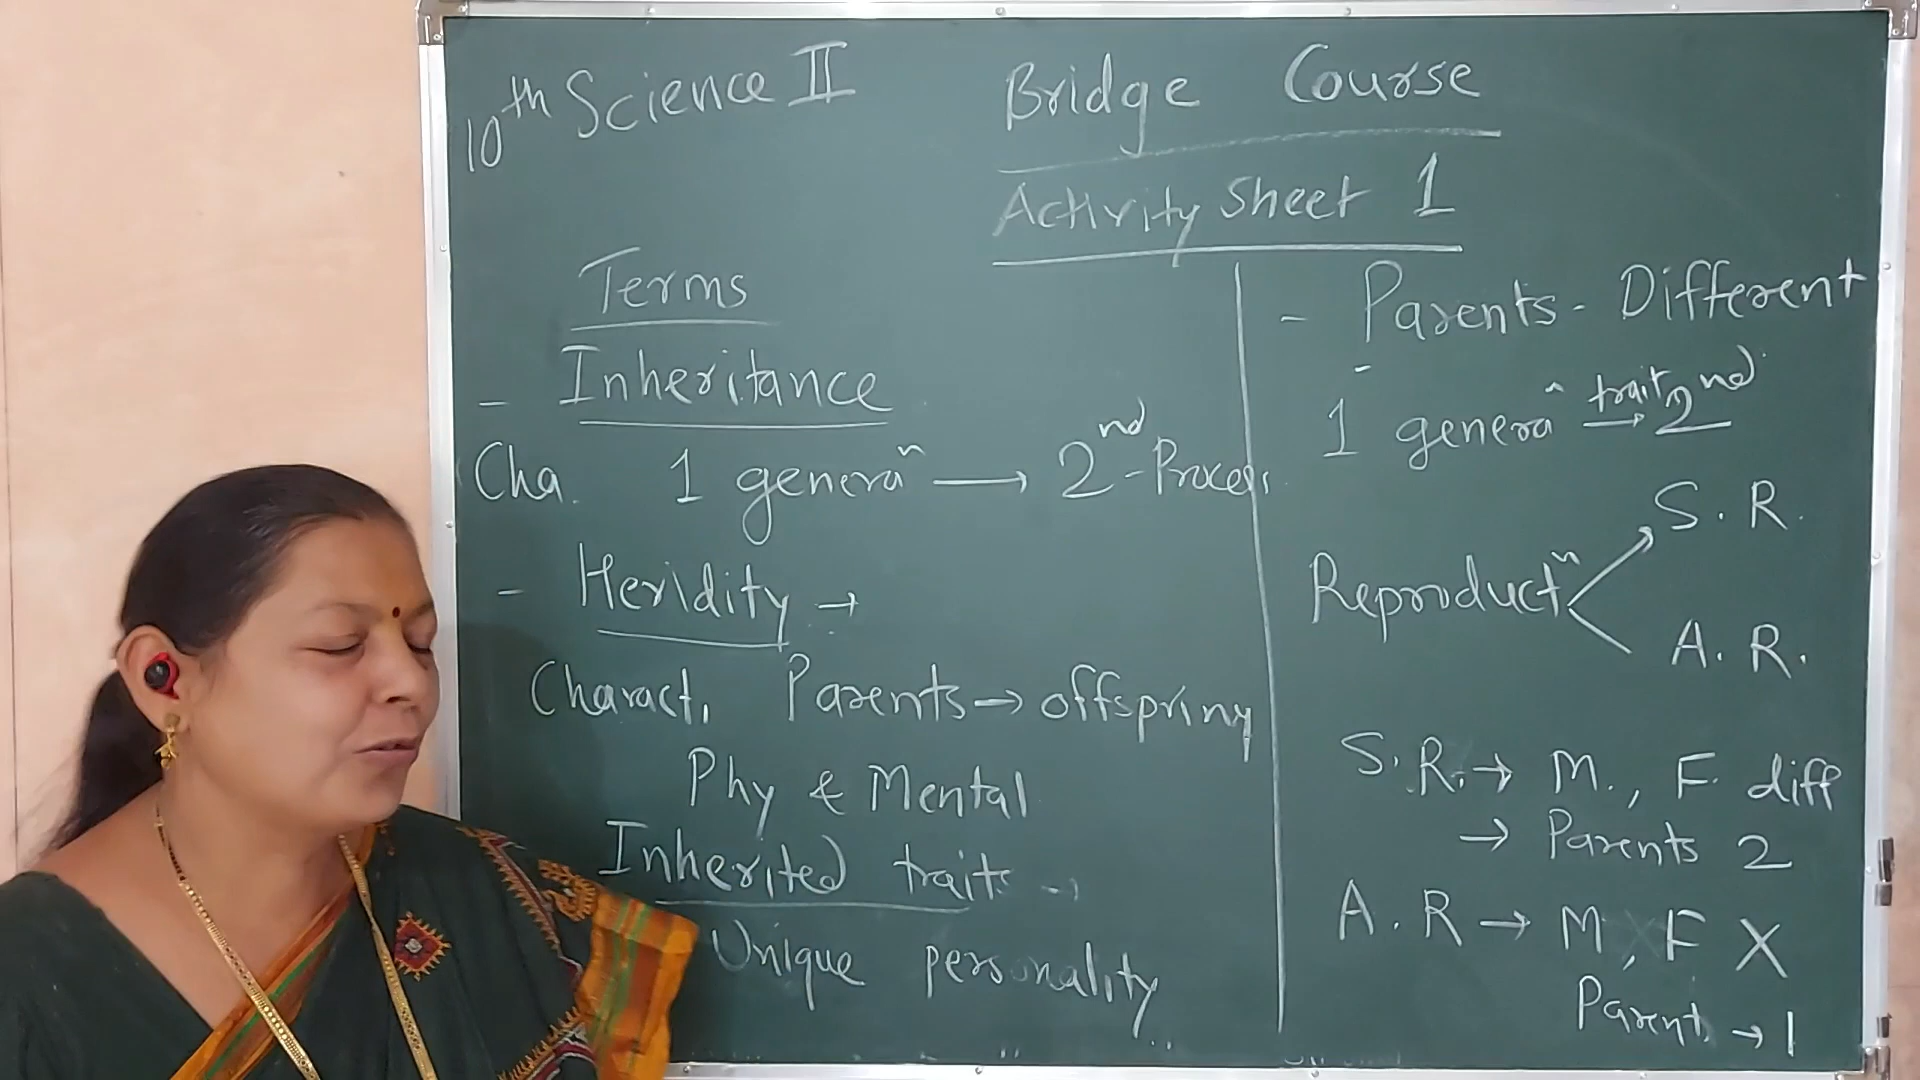 10th Science II
Bridge Course
Activity Sheet 1
Terms
- Inheritance
Cha. 1 generaⁿ → 2nd - Process
- Heridity →
Charact. Parents → offspring
Phy & Mental
Inherited traits →
Unique personality
- Parents - Different
1 generaⁿ trait → 2nd
Reproductⁿ
S. R.
A. R.
S. R. → M., F. diff
→ Parents 2
A. R → M, F X
Parent → 1